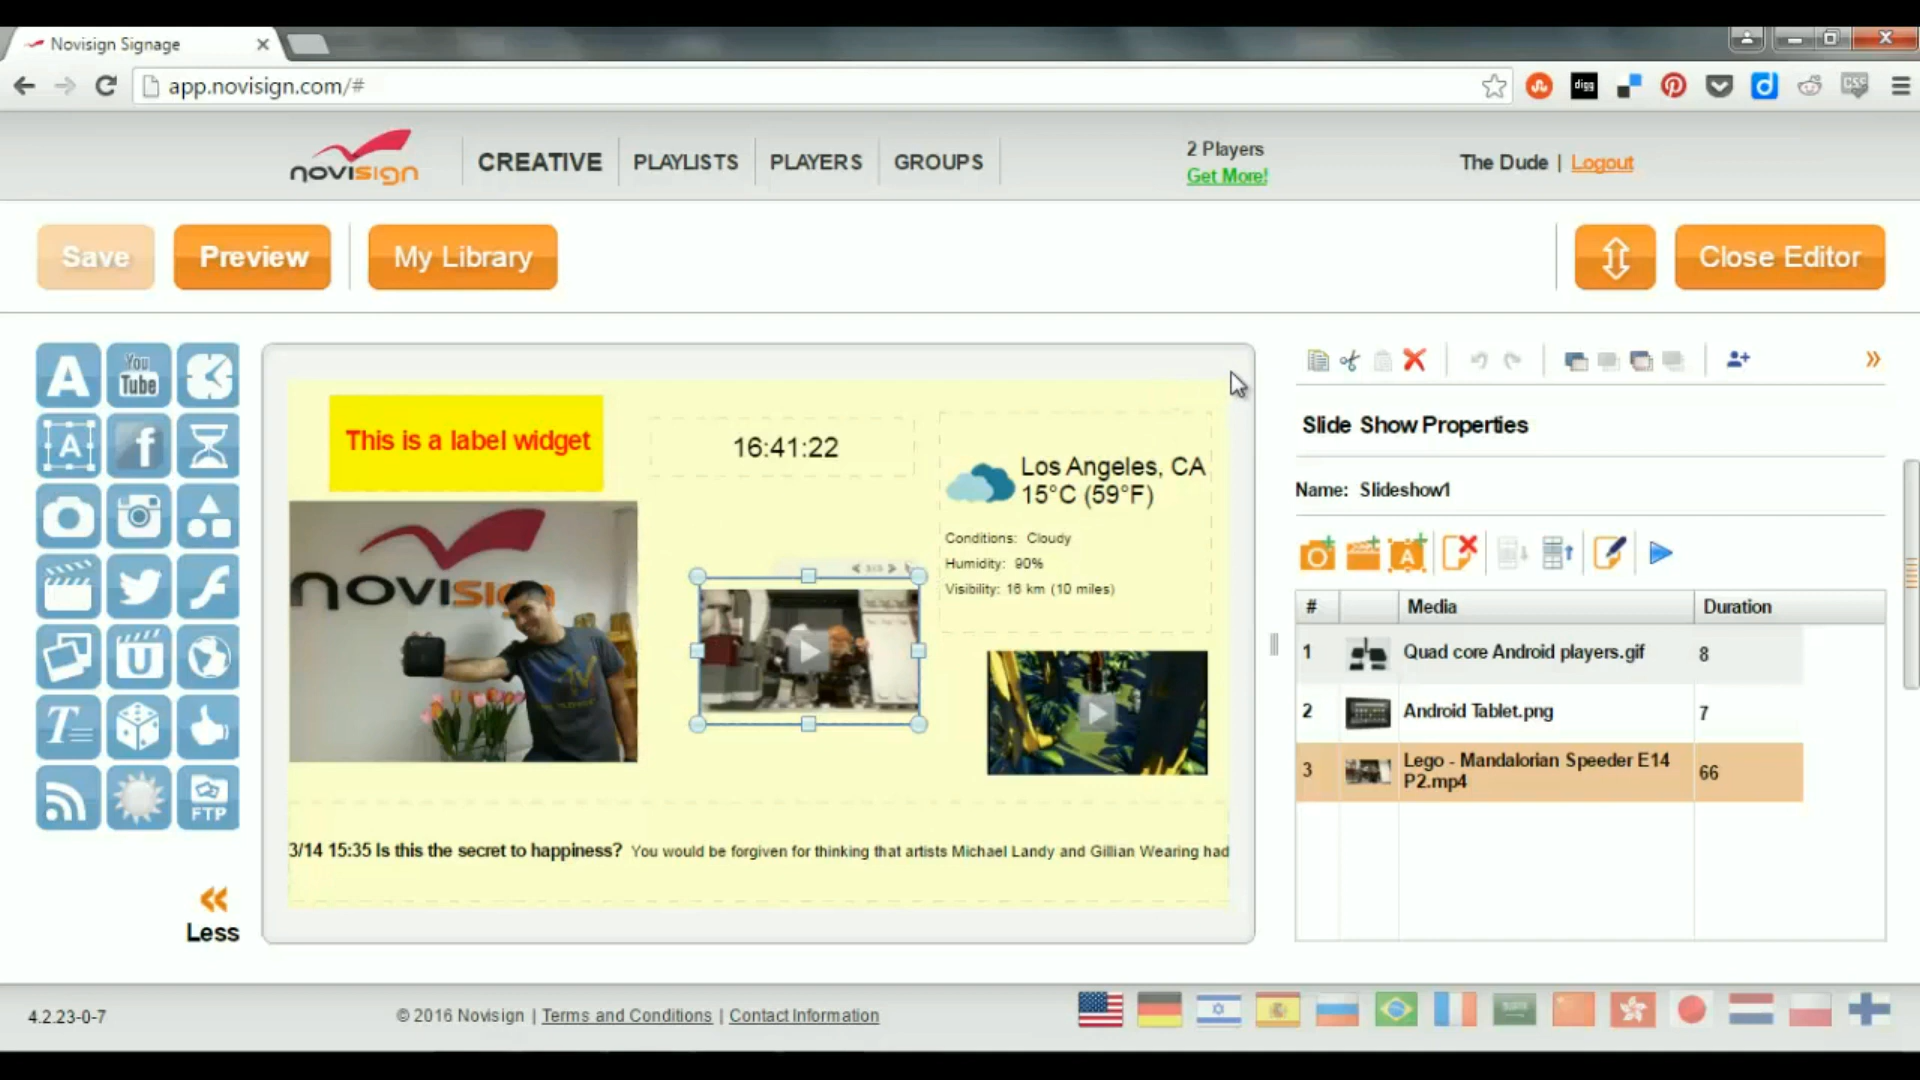 Novisign Signage
app.novisign.com/#
digg
CSS
novisign
CREATIVE
PLAYLISTS
PLAYERS
GROUPS
2 Players
Get More!
The Dude | Logout
Save
Preview
My Library
Close Editor
A
You
Tube
A
f
U
T
FTP
Less
This is a label widget
16:41:22
Los Angeles, CA
15°C (59°F)
Conditions: Cloudy
Humidity: 90%
Visibility: 16 km (10 miles)
novisign
3/14 15:35 Is this the secret to happiness? You would be forgiven for thinking that artists Michael Landy and Gillian Wearing had
Slide Show Properties
Name: Slideshow1
A
# Media Duration
1 Quad core Android players.gif 8
2 Android Tablet.png 7
3 Lego - Mandalorian Speeder E14 P2.mp4 66
4.2.23-0-7
© 2016 Novisign | Terms and Conditions | Contact Information